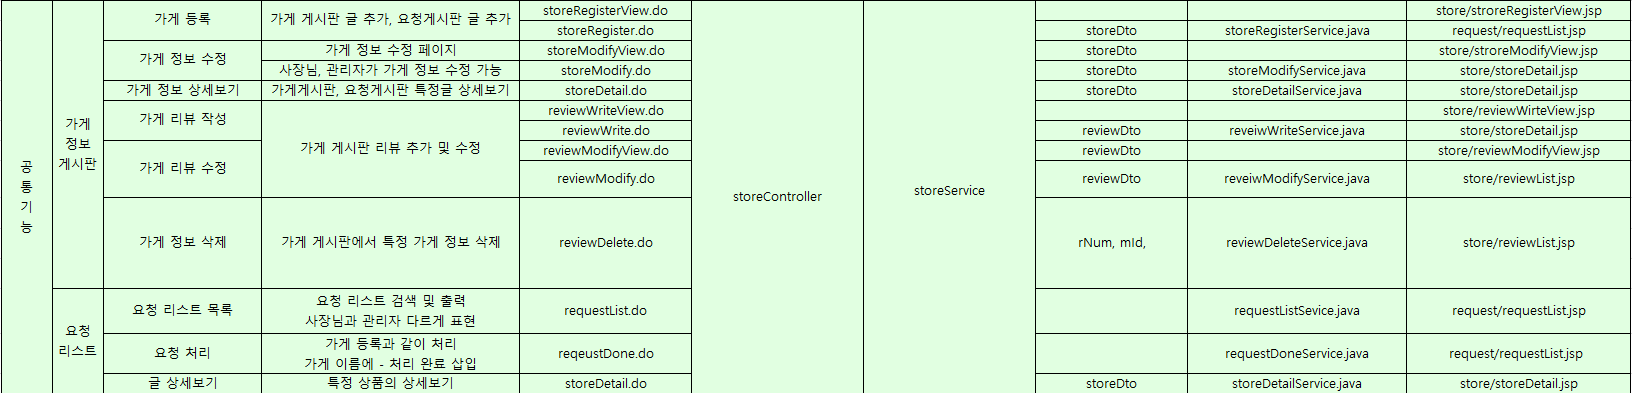 공
통
기
능
가게
정보
게시판
가게 등록
가게 게시판 글 추가, 요청게시판 글 추가
storeRegisterView.do
store/stroreRegisterView.jsp
storeRegister.do
storeDto
storeRegisterService.java
request/requestList.jsp
가게 정보 수정
가게 정보 수정 페이지
storeModifyView.do
storeDto
store/stroreModifyView.jsp
사장님, 관리자가 가게 정보 수정 가능
storeModify.do
storeDto
storeModifyService.java
store/storeDetail.jsp
가게 정보 상세보기
가게게시판, 요청게시판 특정글 상세보기
storeDetail.do
storeDto
storeDetailService.java
store/storeDetail.jsp
가게 리뷰 작성
가게 게시판 리뷰 추가 및 수정
reviewWriteView.do
store/reviewWirteView.jsp
reviewWrite.do
reviewDto
reveiwWriteService.java
store/storeDetail.jsp
가게 리뷰 수정
reviewModifyView.do
reviewDto
store/reviewModifyView.jsp
reviewModify.do
reviewDto
reveiwModifyService.java
store/reviewList.jsp
storeController
storeService
가게 정보 삭제
가게 게시판에서 특정 가게 정보 삭제
reviewDelete.do
rNum, mId,
reviewDeleteService.java
store/reviewList.jsp
요청
리스트
요청 리스트 목록
요청 리스트 검색 및 출력
사장님과 관리자 다르게 표현
requestList.do
requestListSevice.java
request/requestList.jsp
요청 처리
가게 등록과 같이 처리
가게 이름에 - 처리 완료 삽입
reqeustDone.do
requestDoneService.java
request/requestList.jsp
글 상세보기
특정 상품의 상세보기
storeDetail.do
storeDto
storeDetailService.java
store/storeDetail.jsp